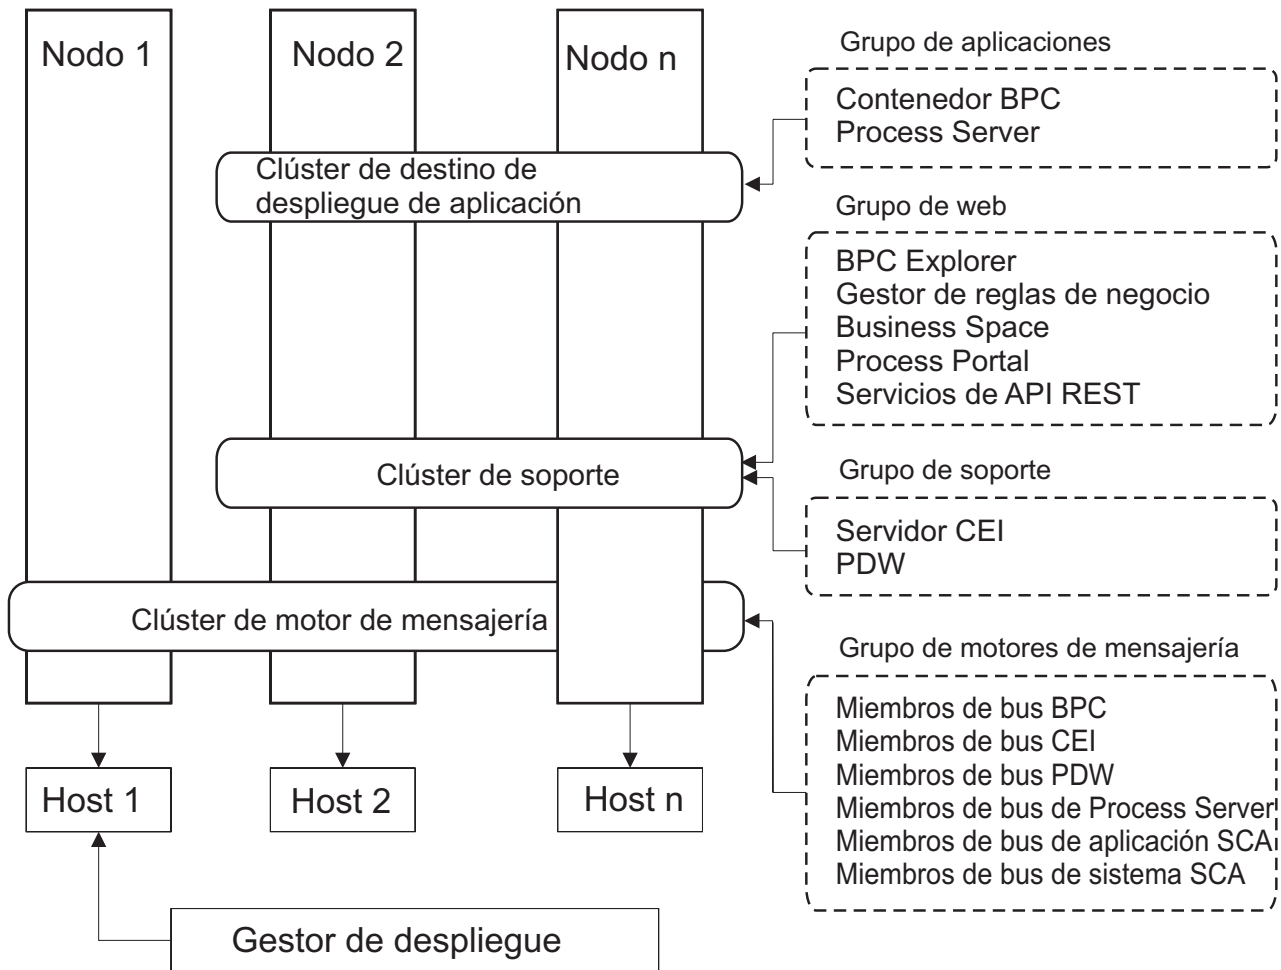 Nodo 1
Nodo 2
Nodo n
Clúster de destino de
despliegue de aplicación
Clúster de soporte
Clúster de motor de mensajería
Host 1
Host 2
Host n
Gestor de despliegue
Grupo de aplicaciones
Contenedor BPC
Process Server
Grupo de web
BPC Explorer
Gestor de reglas de negocio
Business Space
Process Portal
Servicios de API REST
Grupo de soporte
Servidor CEI
PDW
Grupo de motores de mensajería
Miembros de bus BPC
Miembros de bus CEI
Miembros de bus PDW
Miembros de bus de Process Server
Miembros de bus de aplicación SCA
Miembros de bus de sistema SCA